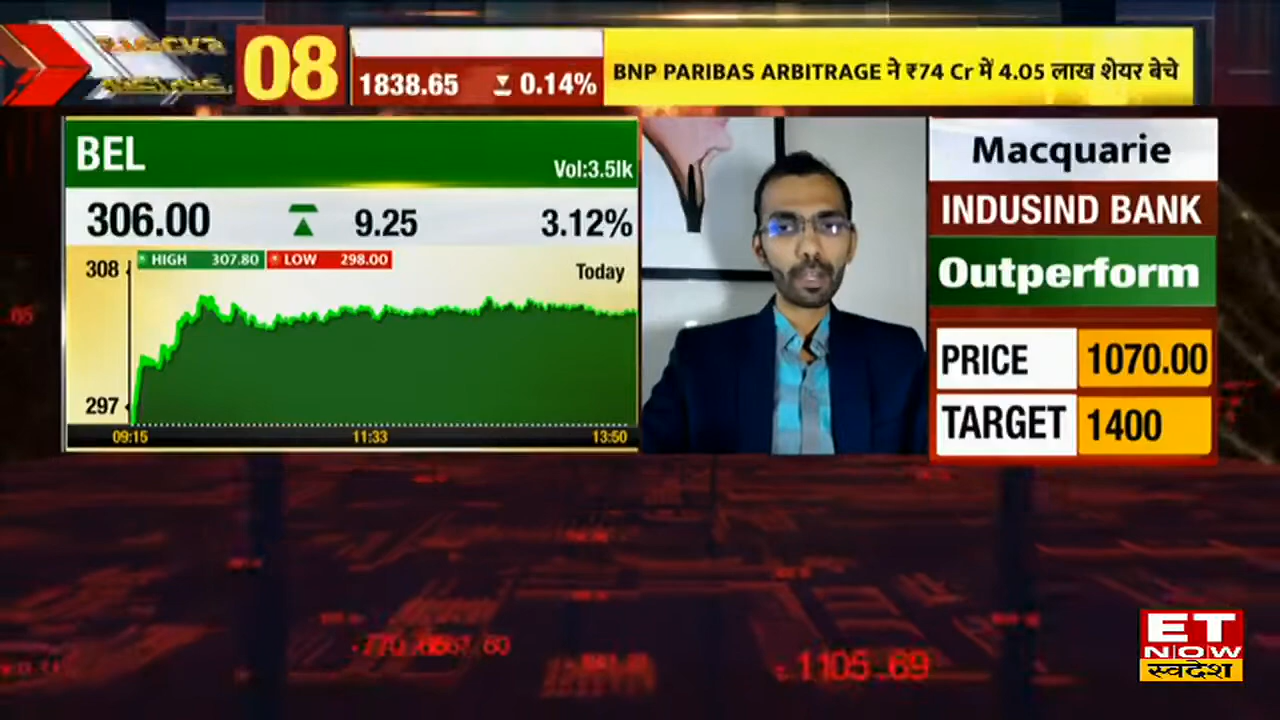 08
1838.65 0.14%
BNP PARIBAS ARBITRAGE ने ₹74 Cr में 4.05 लाख शेयर बेचे
BEL
Vol:3.5lk
306.00 9.25 3.12%
HIGH 307.80 LOW 298.00
Today
308
297
09:15 11:33 13:50
Macquarie
INDUSIND BANK
Outperform
PRICE 1070.00
TARGET 1400
1105.69
ET
NOW
स्वदेश